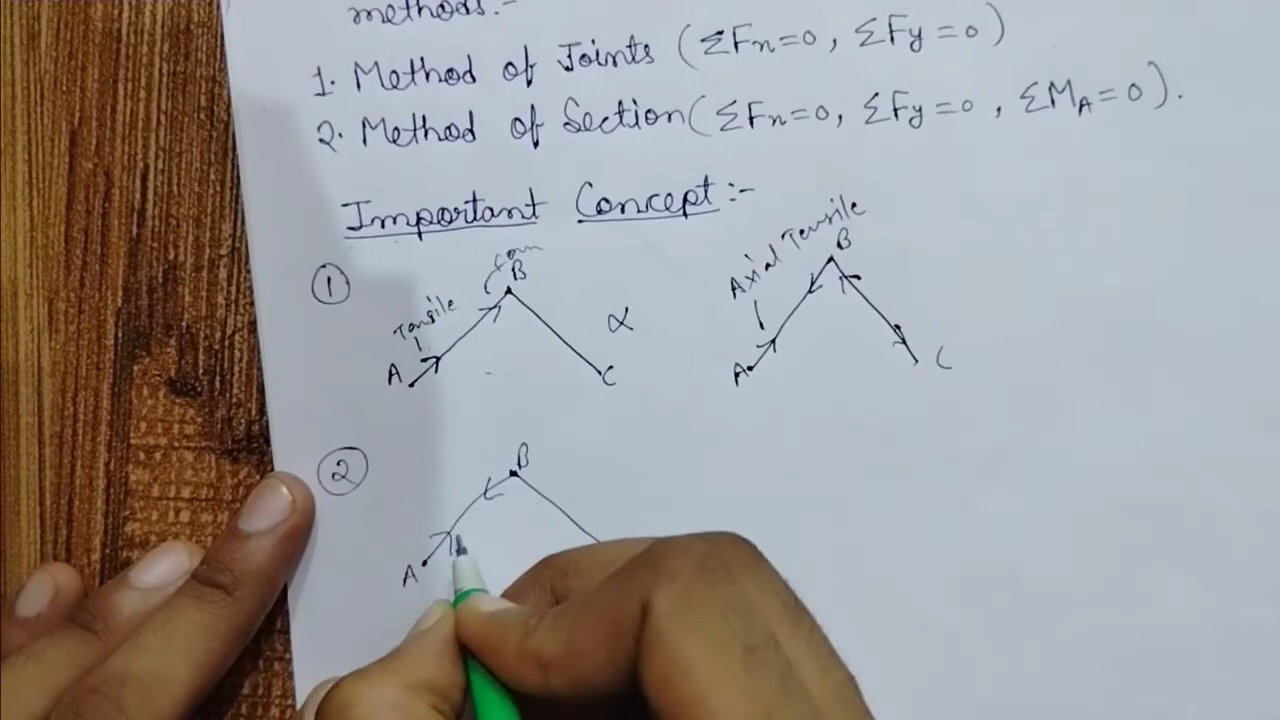 methods:-
1. Method of Joints (ΣFx=0, ΣFy=0)
2. Method of Section(ΣFx=0, ΣFy=0, ΣMA=0).
Important Concept:-
①
Tensile
Com
B
A
C
α
Axial Tensile
B
A
C
②
B
A